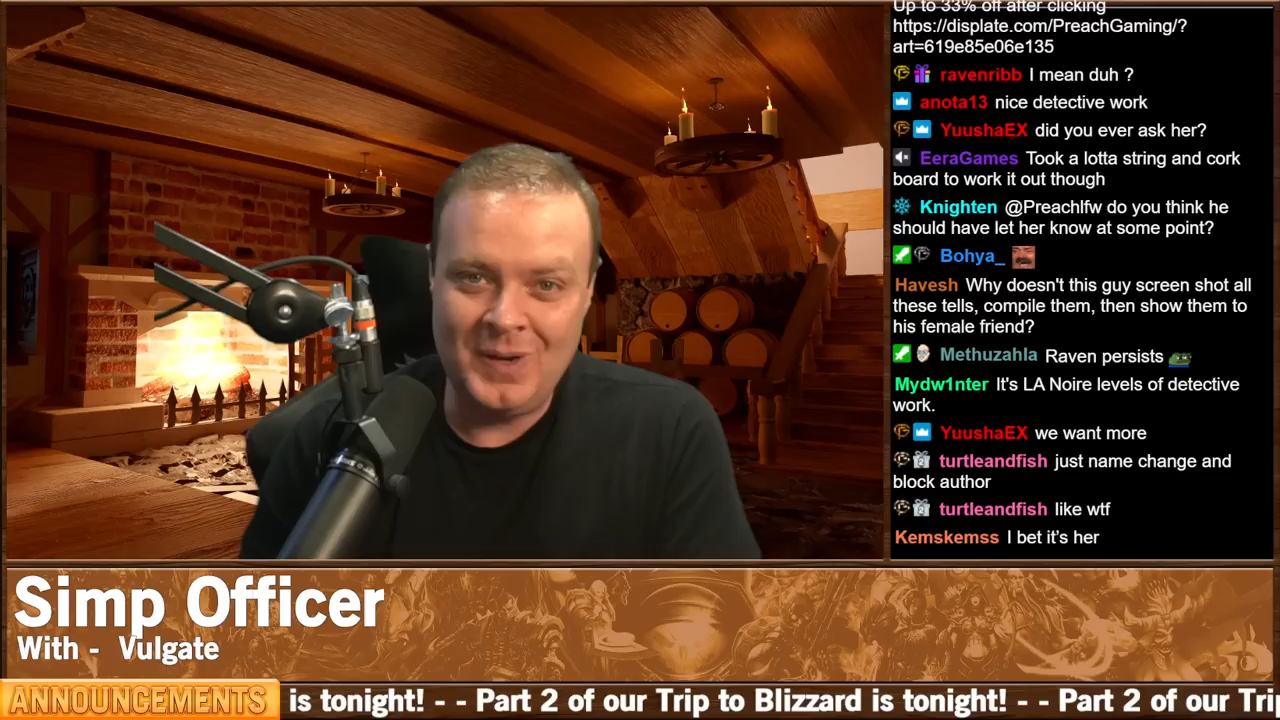 Up to 33% off after clicking
https://displate.com/PreachGaming/?
art=619e85e06e135
ravenribb I mean duh ?
anota13 nice detective work
YuushaEX did you ever ask her?
EeraGames Took a lotta string and cork
board to work it out though
Knighten @Preachlfw do you think he
should have let her know at some point?
Bohya_
Havesh Why doesn't this guy screen shot all
these tells, compile them, then show them to
his female friend?
Methuzahla Raven persists
Mydw1nter It's LA Noire levels of detective
work.
YuushaEX we want more
turtleandfish just name change and
block author
turtleandfish like wtf
Kemskemss I bet it's her
Simp Officer
With - Vulgate
ANNOUNCEMENTS is tonight! - - Part 2 of our Trip to Blizzard is tonight! - - Part 2 of our Tri